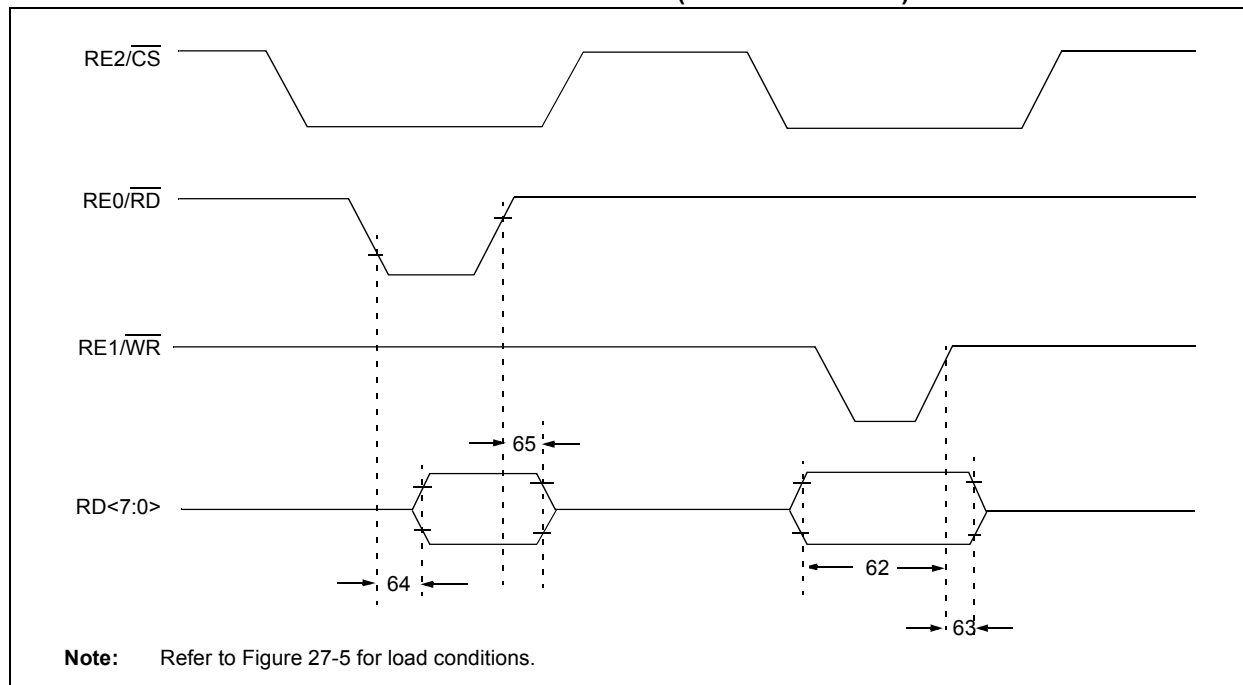 RE2/CS
RE0/RD
RE1/WR
65
RD<7:0>
64
62
63
Note: Refer to Figure 27-5 for load conditions.